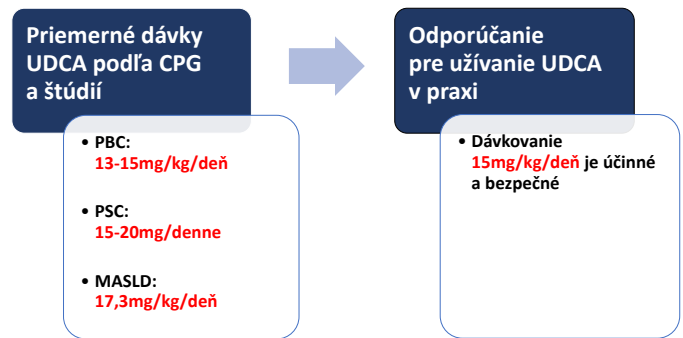 Priemerné dávky
UDCA podľa CPG
a štúdií
• PBC:
13-15mg/kg/deň
• PSC:
15-20mg/denne
• MASLD:
17,3mg/kg/deň
Odporúčanie
pre užívanie UDCA
v praxi
• Dávkovanie
15mg/kg/deň je účinné
a bezpečné